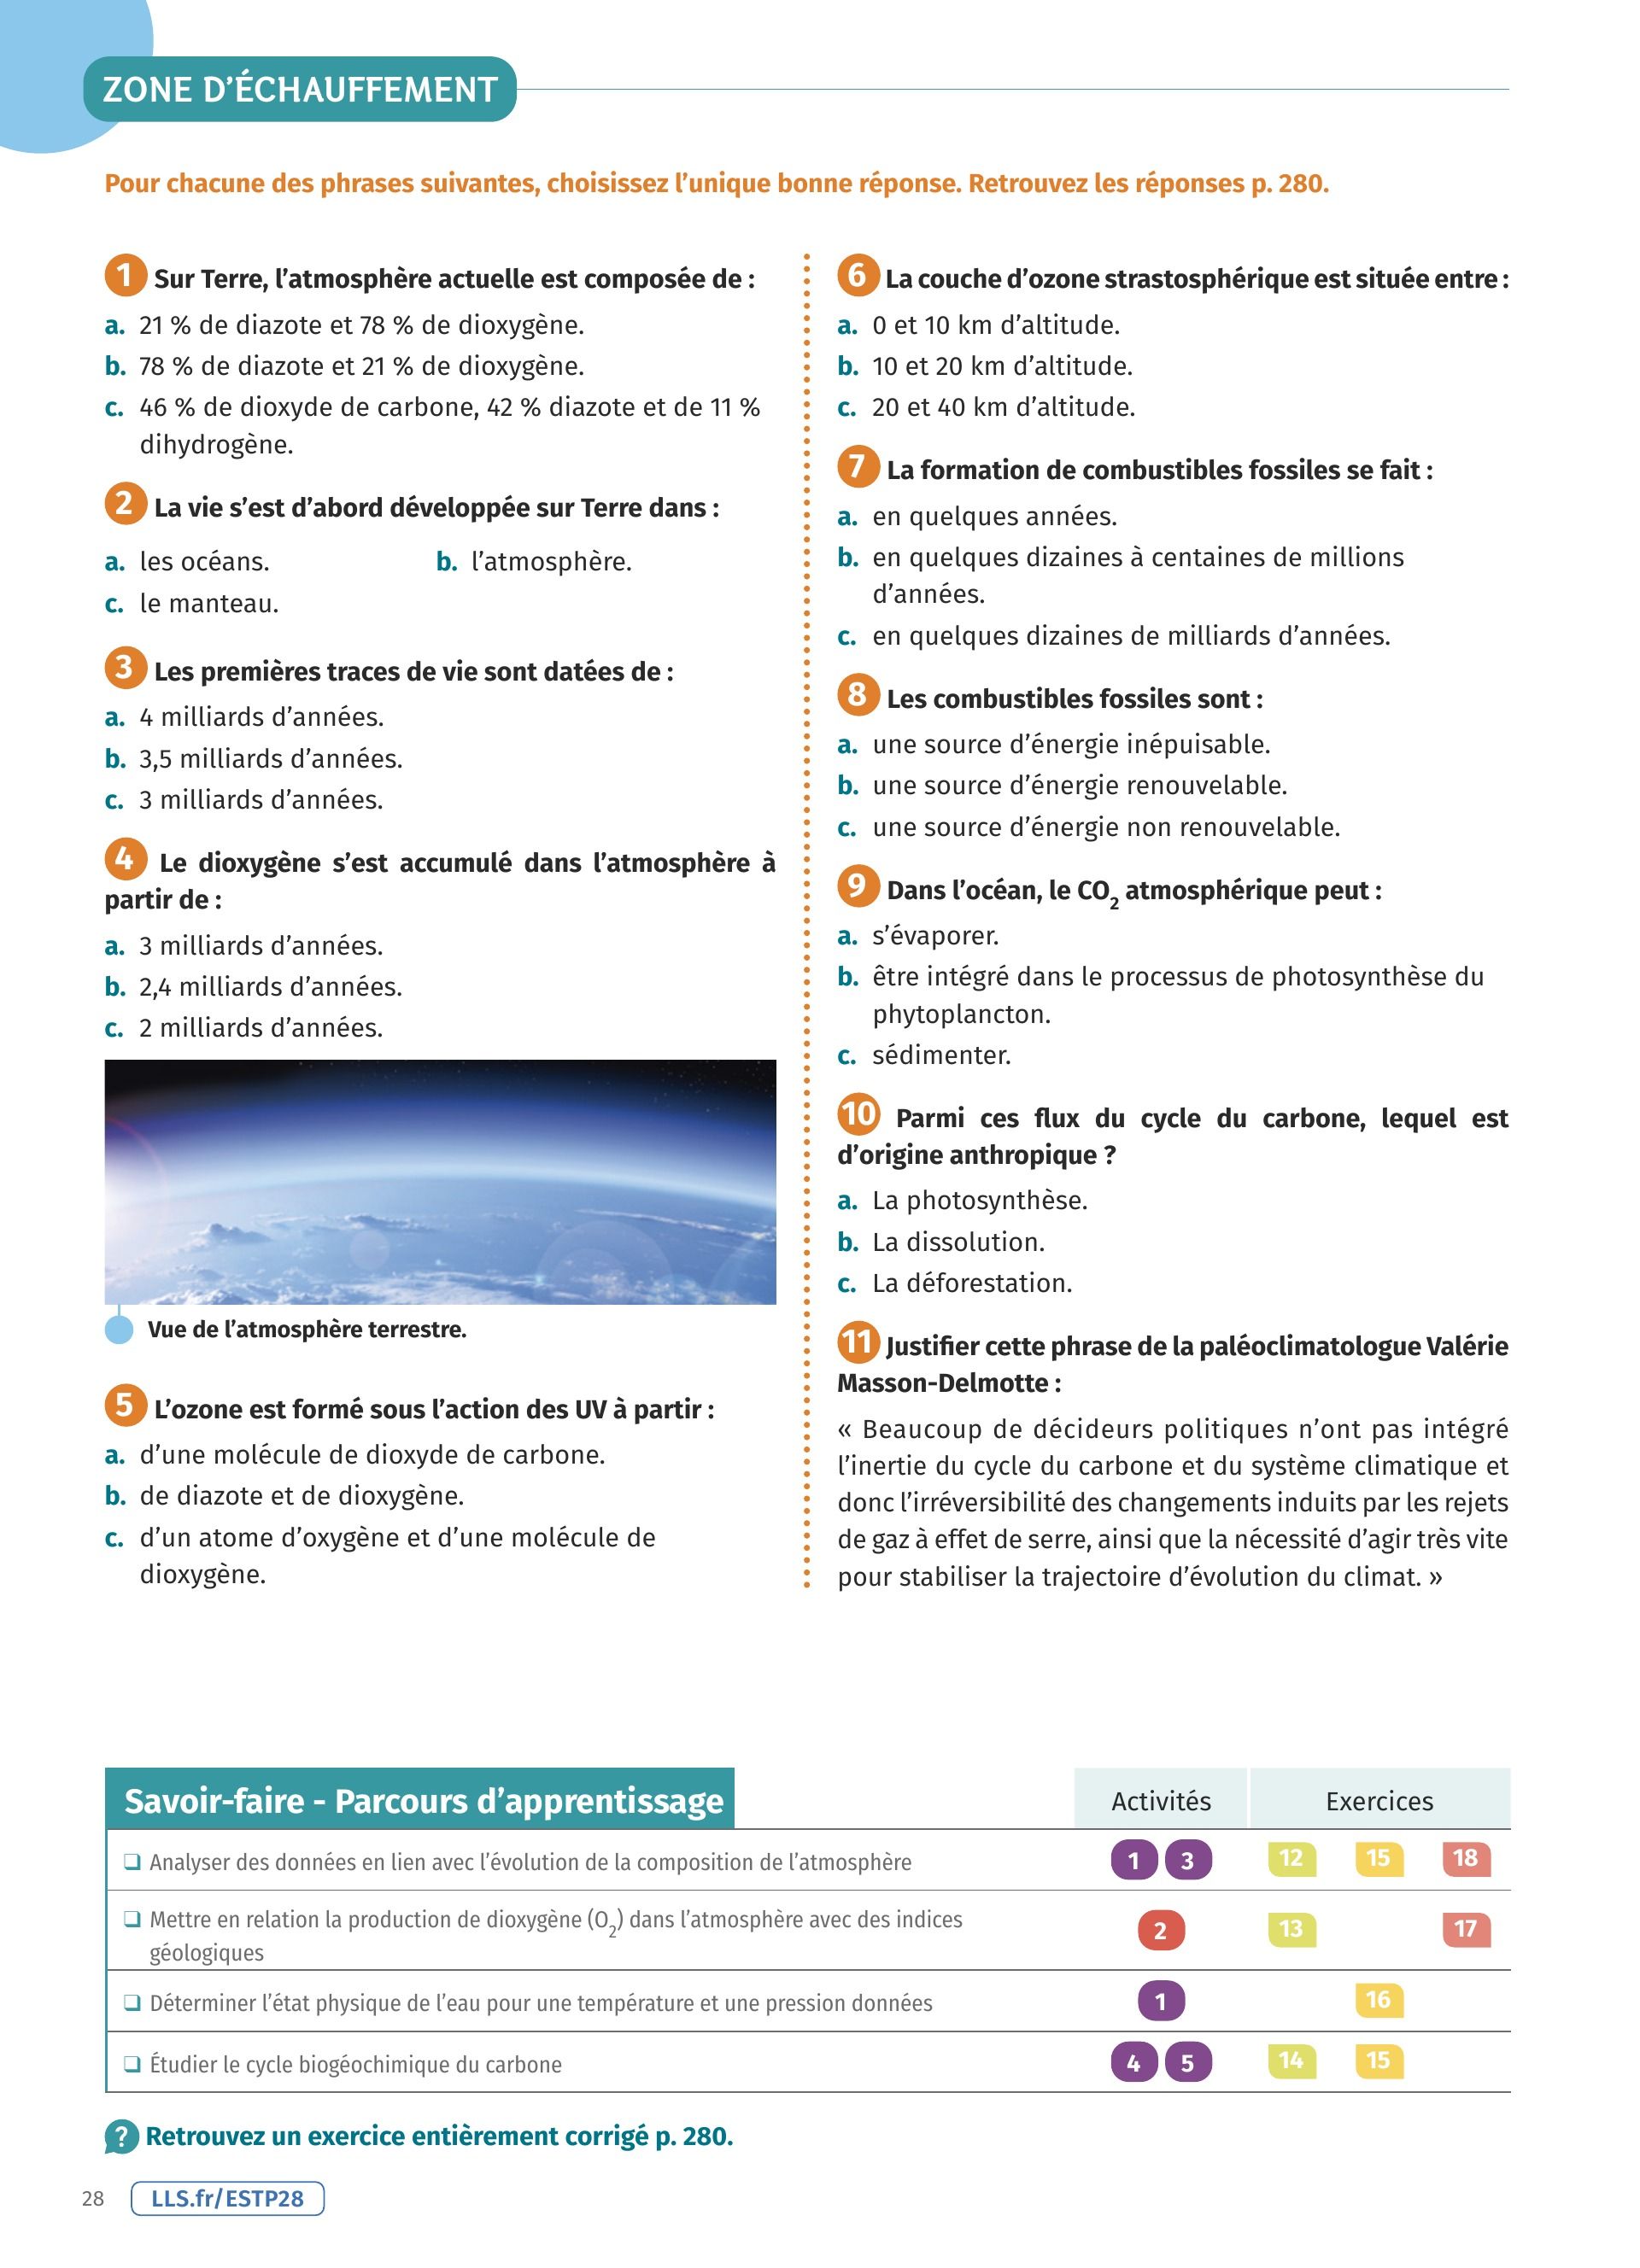 ZONE D’ÉCHAUFFEMENT
Pour chacune des phrases suivantes, choisissez l’unique bonne réponse. Retrouvez les réponses p. 280.
1 Sur Terre, l’atmosphère actuelle est composée de :
a. 21 % de diazote et 78 % de dioxygène.
b. 78 % de diazote et 21 % de dioxygène.
c. 46 % de dioxyde de carbone, 42 % diazote et de 11 %
dihydrogène.
2 La vie s’est d’abord développée sur Terre dans :
a. les océans. b. l’atmosphère.
c. le manteau.
3 Les premières traces de vie sont datées de :
a. 4 milliards d’années.
b. 3,5 milliards d’années.
c. 3 milliards d’années.
4 Le dioxygène s’est accumulé dans l’atmosphère à
partir de :
a. 3 milliards d’années.
b. 2,4 milliards d’années.
c. 2 milliards d’années.
Vue de l’atmosphère terrestre.
5 L’ozone est formé sous l’action des UV à partir :
a. d’une molécule de dioxyde de carbone.
b. de diazote et de dioxygène.
c. d’un atome d’oxygène et d’une molécule de
dioxygène.
6 La couche d’ozone strastosphérique est située entre :
a. 0 et 10 km d’altitude.
b. 10 et 20 km d’altitude.
c. 20 et 40 km d’altitude.
7 La formation de combustibles fossiles se fait :
a. en quelques années.
b. en quelques dizaines à centaines de millions
d’années.
c. en quelques dizaines de milliards d’années.
8 Les combustibles fossiles sont :
a. une source d’énergie inépuisable.
b. une source d’énergie renouvelable.
c. une source d’énergie non renouvelable.
9 Dans l’océan, le CO2 atmosphérique peut :
a. s’évaporer.
b. être intégré dans le processus de photosynthèse du
phytoplancton.
c. sédimenter.
10 Parmi ces flux du cycle du carbone, lequel est
d’origine anthropique ?
a. La photosynthèse.
b. La dissolution.
c. La déforestation.
11 Justifier cette phrase de la paléoclimatologue Valérie
Masson-Delmotte :
« Beaucoup de décideurs politiques n’ont pas intégré
l’inertie du cycle du carbone et du système climatique et
donc l’irréversibilité des changements induits par les rejets
de gaz à effet de serre, ainsi que la nécessité d’agir très vite
pour stabiliser la trajectoire d’évolution du climat. »
Savoir-faire - Parcours d’apprentissage Activités Exercices
❑ Analyser des données en lien avec l’évolution de la composition de l’atmosphère 1 3 12 15 18
❑ Mettre en relation la production de dioxygène (O2) dans l’atmosphère avec des indices
géologiques 2 13 17
❑ Déterminer l’état physique de l’eau pour une température et une pression données 1 16
❑ Étudier le cycle biogéochimique du carbone 4 5 14 15
? Retrouvez un exercice entièrement corrigé p. 280.
28 LLS.fr/ESTP28